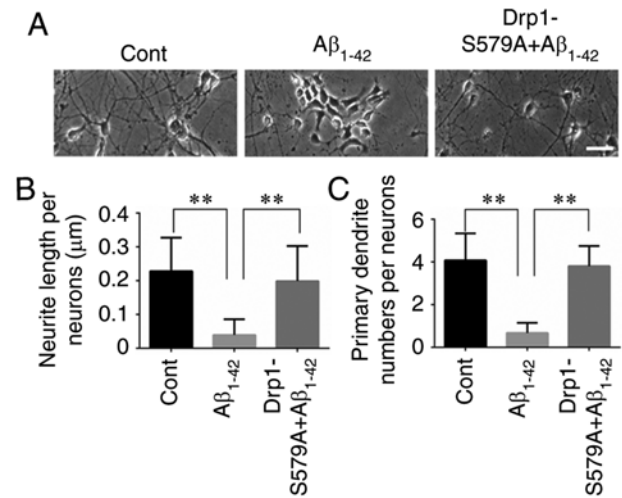 A
Cont
Aβ1-42
Drp1-
S579A+Aβ1-42
B
Neurite length per
neurons (μm)
0.4
0.3
0.2
0.1
0
**
**
Cont
Aβ1-42
Drp1-
S579A+Aβ1-42
C
Primary dendrite
numbers per neurons
6
4
2
0
**
**
Cont
Aβ1-42
Drp1-
S579A+Aβ1-42